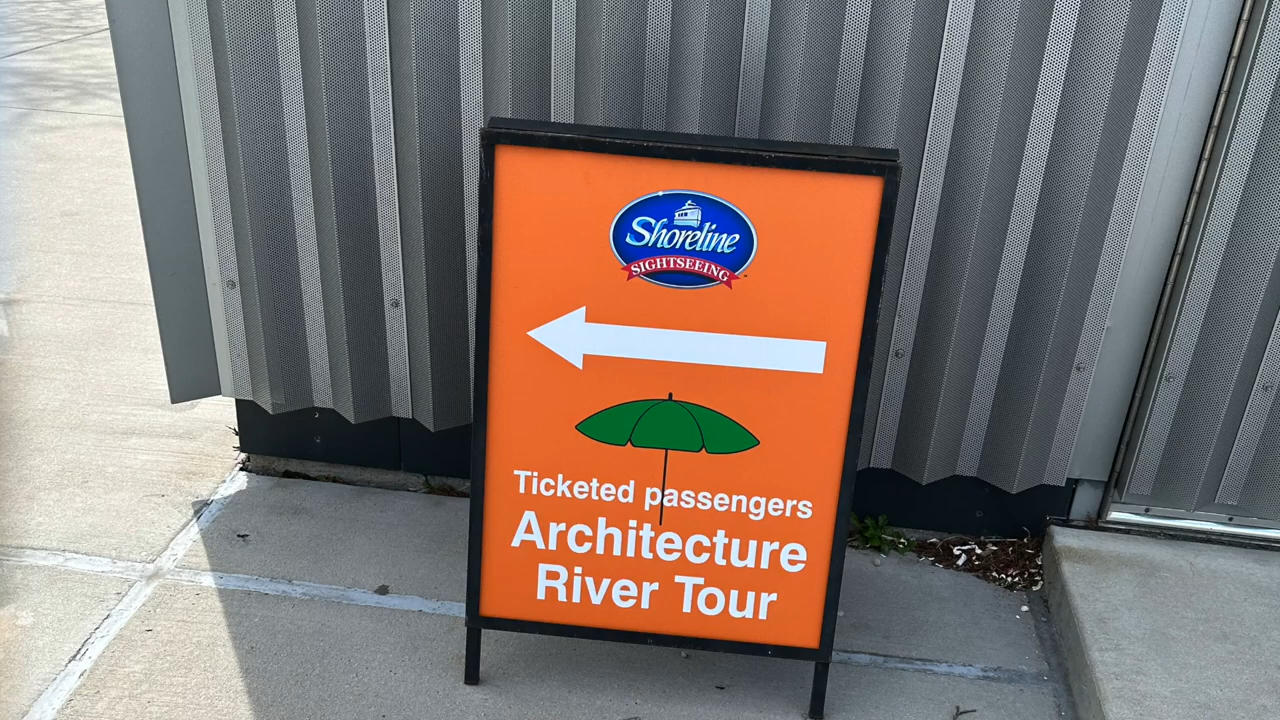 Shoreline
SIGHTSEEING
Ticketed passengers
Architecture
River Tour